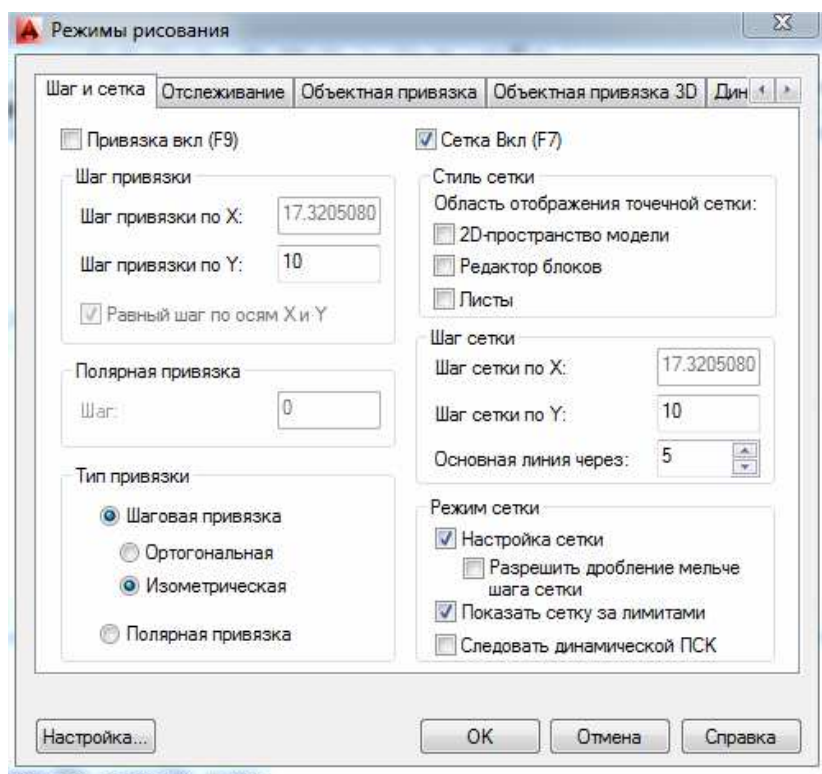 Режимы рисования
Шаг и сетка
Отслеживание
Объектная привязка
Объектная привязка 3D
Дин
Привязка вкл (F9)
Шаг привязки
Шаг привязки по X:
17.3205080
Шаг привязки по Y:
10
Равный шаг по осям X и Y
Полярная привязка
Шаг:
0
Тип привязки
Шаговая привязка
Ортогональная
Изометрическая
Полярная привязка
Сетка Вкл (F7)
Стиль сетки
Область отображения точечной сетки:
2D-пространство модели
Редактор блоков
Листы
Шаг сетки
Шаг сетки по X:
17.3205080
Шаг сетки по Y:
10
Основная линия через:
5
Режим сетки
Настройка сетки
Разрешить дробление мельче
шага сетки
Показать сетку за лимитами
Следовать динамической ПСК
Настройка...
OK
Отмена
Справка